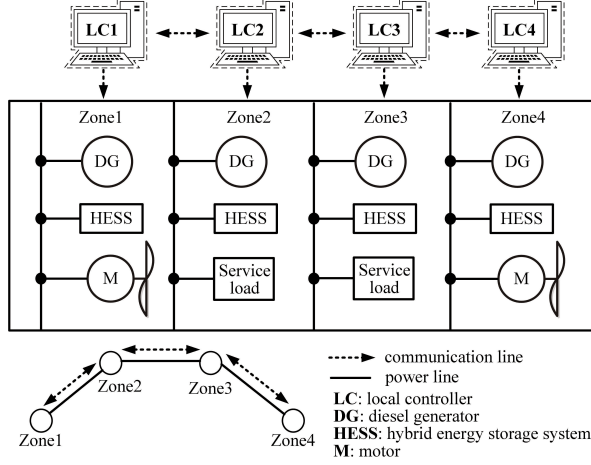 LC1 LC2 LC3 LC4
Zone1 Zone2 Zone3 Zone4
DG DG DG DG
HESS HESS HESS HESS
M Service load Service load M
Zone2 Zone3
Zone1 Zone4
communication line
power line
LC: local controller
DG: diesel generator
HESS: hybrid energy storage system
M: motor